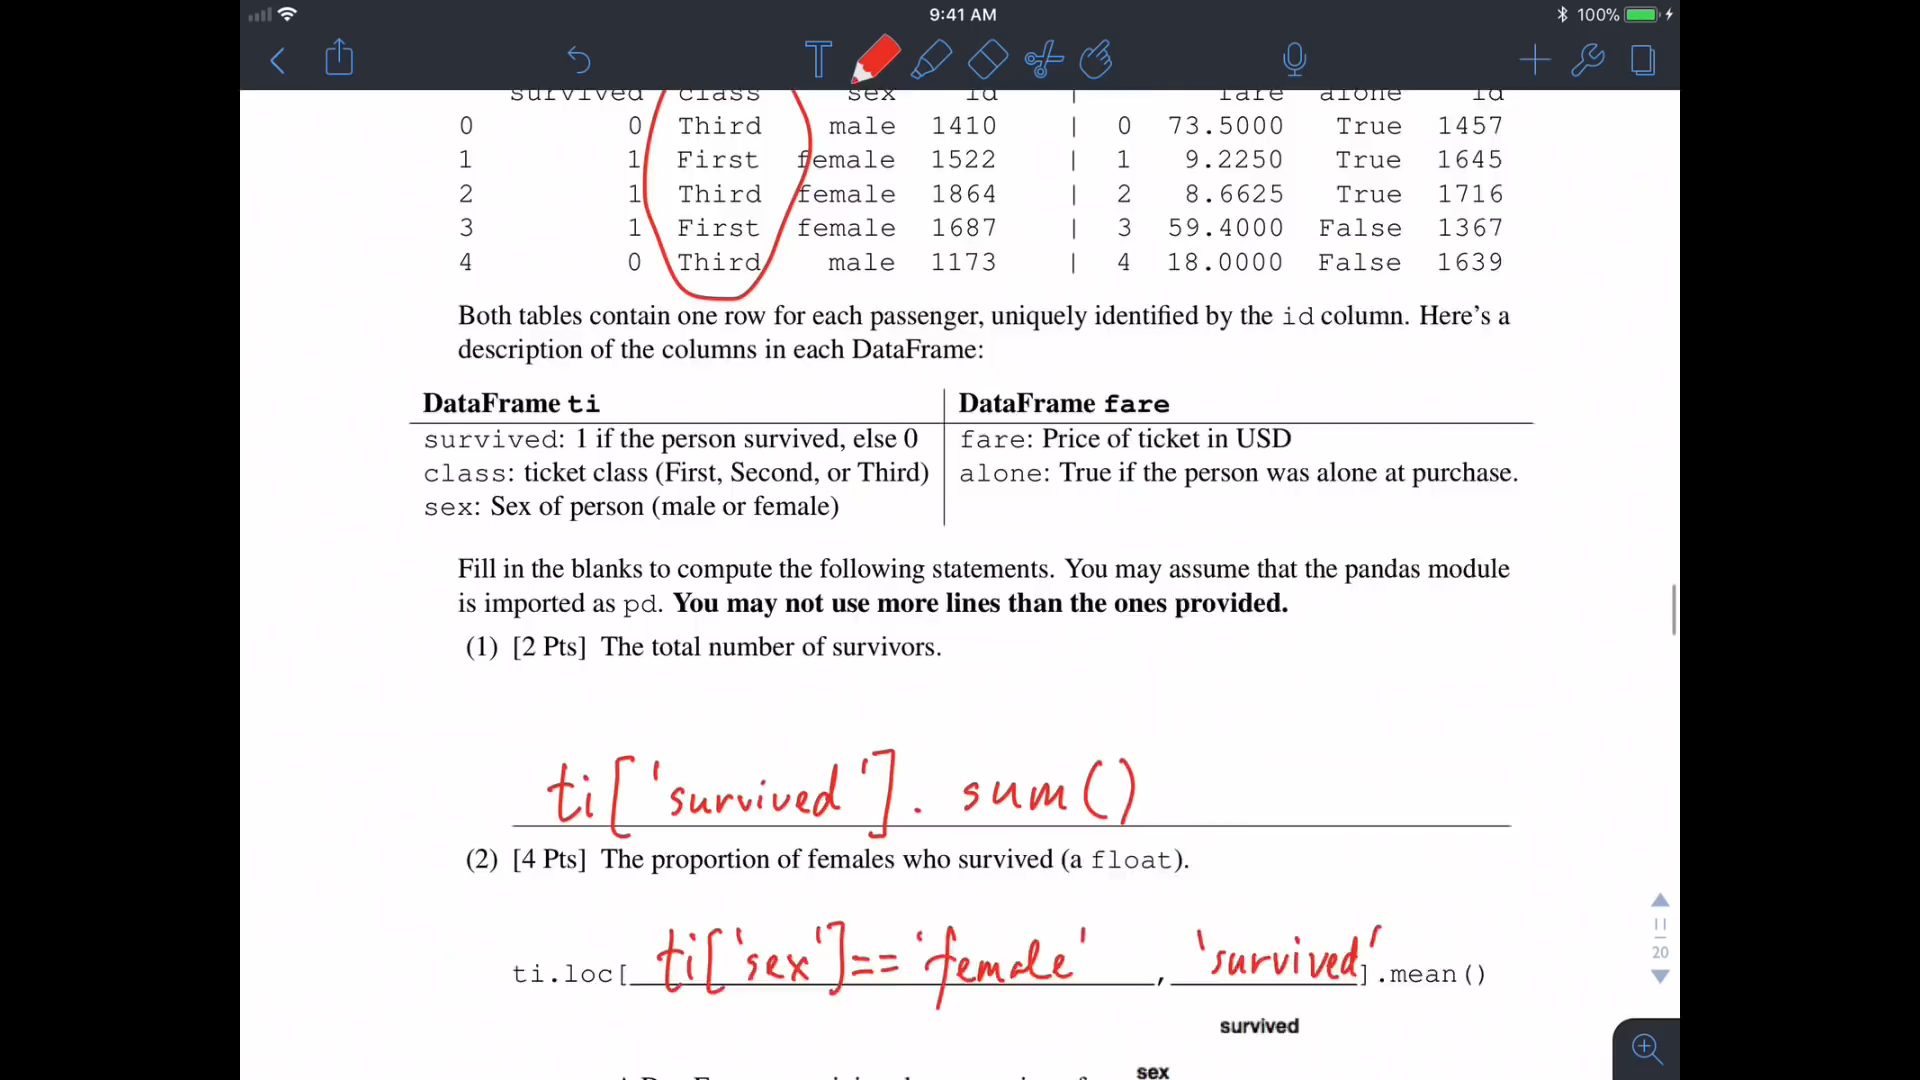 9:41 AM
100%
survived class sex id | fare alone id
0 0 Third male 1410 | 0 73.5000 True 1457
1 1 First female 1522 | 1 9.2250 True 1645
2 1 Third female 1864 | 2 8.6625 True 1716
3 1 First female 1687 | 3 59.4000 False 1367
4 0 Third male 1173 | 4 18.0000 False 1639
Both tables contain one row for each passenger, uniquely identified by the id column. Here's a
description of the columns in each DataFrame:
DataFrame ti
survived: 1 if the person survived, else 0
class: ticket class (First, Second, or Third)
sex: Sex of person (male or female)
DataFrame fare
fare: Price of ticket in USD
alone: True if the person was alone at purchase.
Fill in the blanks to compute the following statements. You may assume that the pandas module
is imported as pd. You may not use more lines than the ones provided.
(1) [2 Pts] The total number of survivors.
ti['survived'].sum()
(2) [4 Pts] The proportion of females who survived (a float).
ti.loc[ti['sex']=='female', 'survived'].mean()
survived
sex
11
20